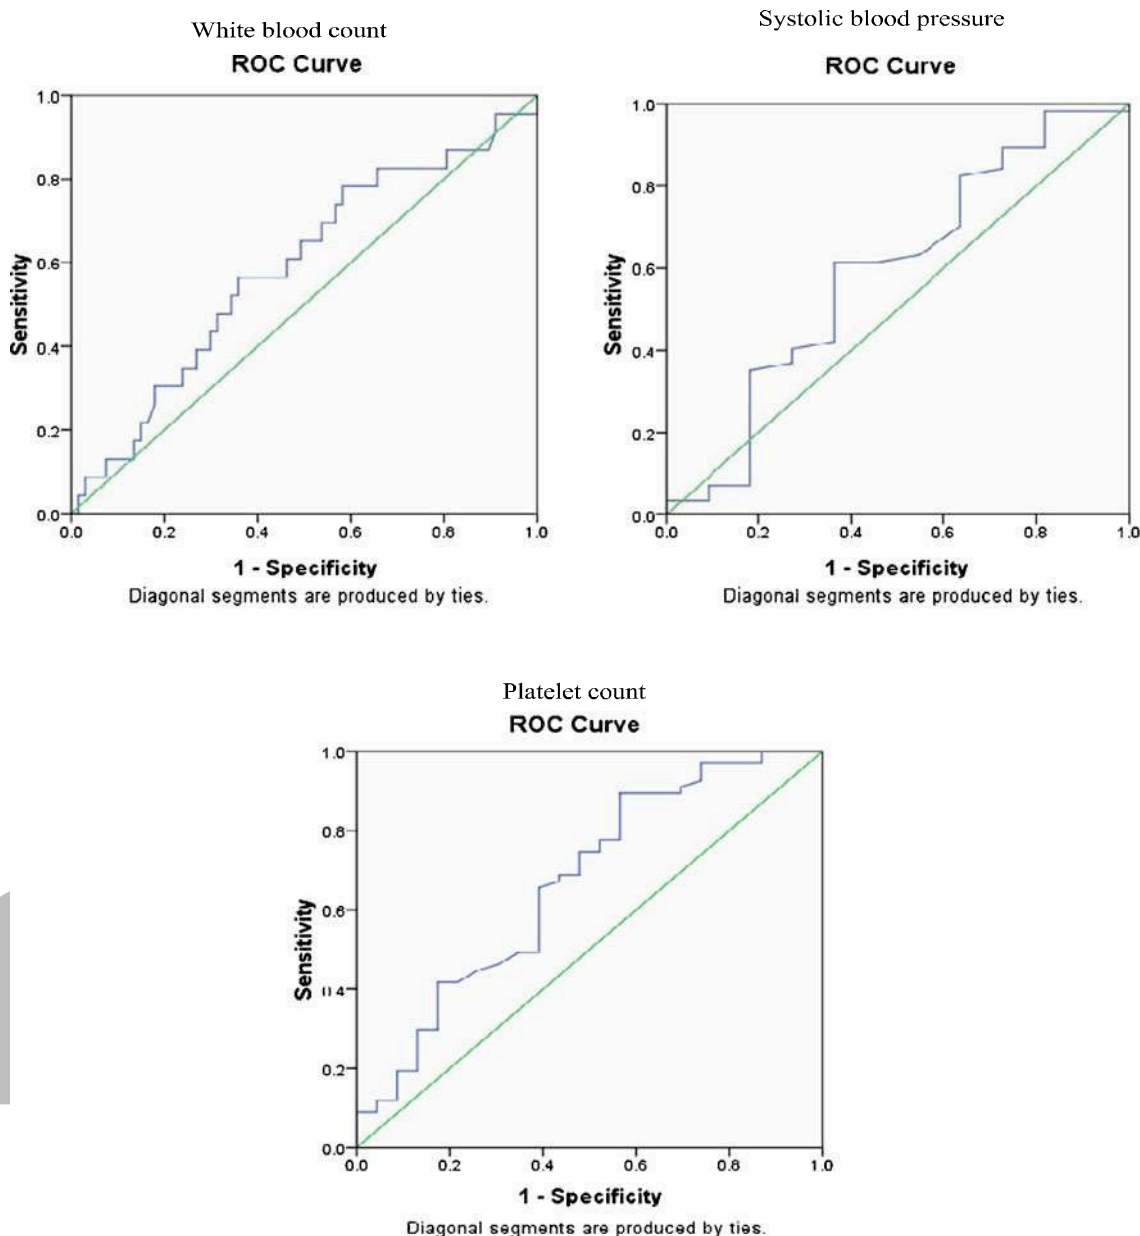 White blood count
ROC Curve
1.0
0.8
0.6
0.4
0.2
0.0
Sensitivity
0.0 0.2 0.4 0.6 0.8 1.0
1 - Specificity
Diagonal segments are produced by ties.
Systolic blood pressure
ROC Curve
1.0
0.8
0.6
0.4
0.2
0.0
Sensitivity
0.0 0.2 0.4 0.6 0.8 1.0
1 - Specificity
Diagonal segments are produced by ties.
Platelet count
ROC Curve
1.0
0.8
0.6
0.4
0.2
0.0
Sensitivity
0.0 0.2 0.4 0.6 0.8 1.0
1 - Specificity
Diagonal segments are produced by ties.